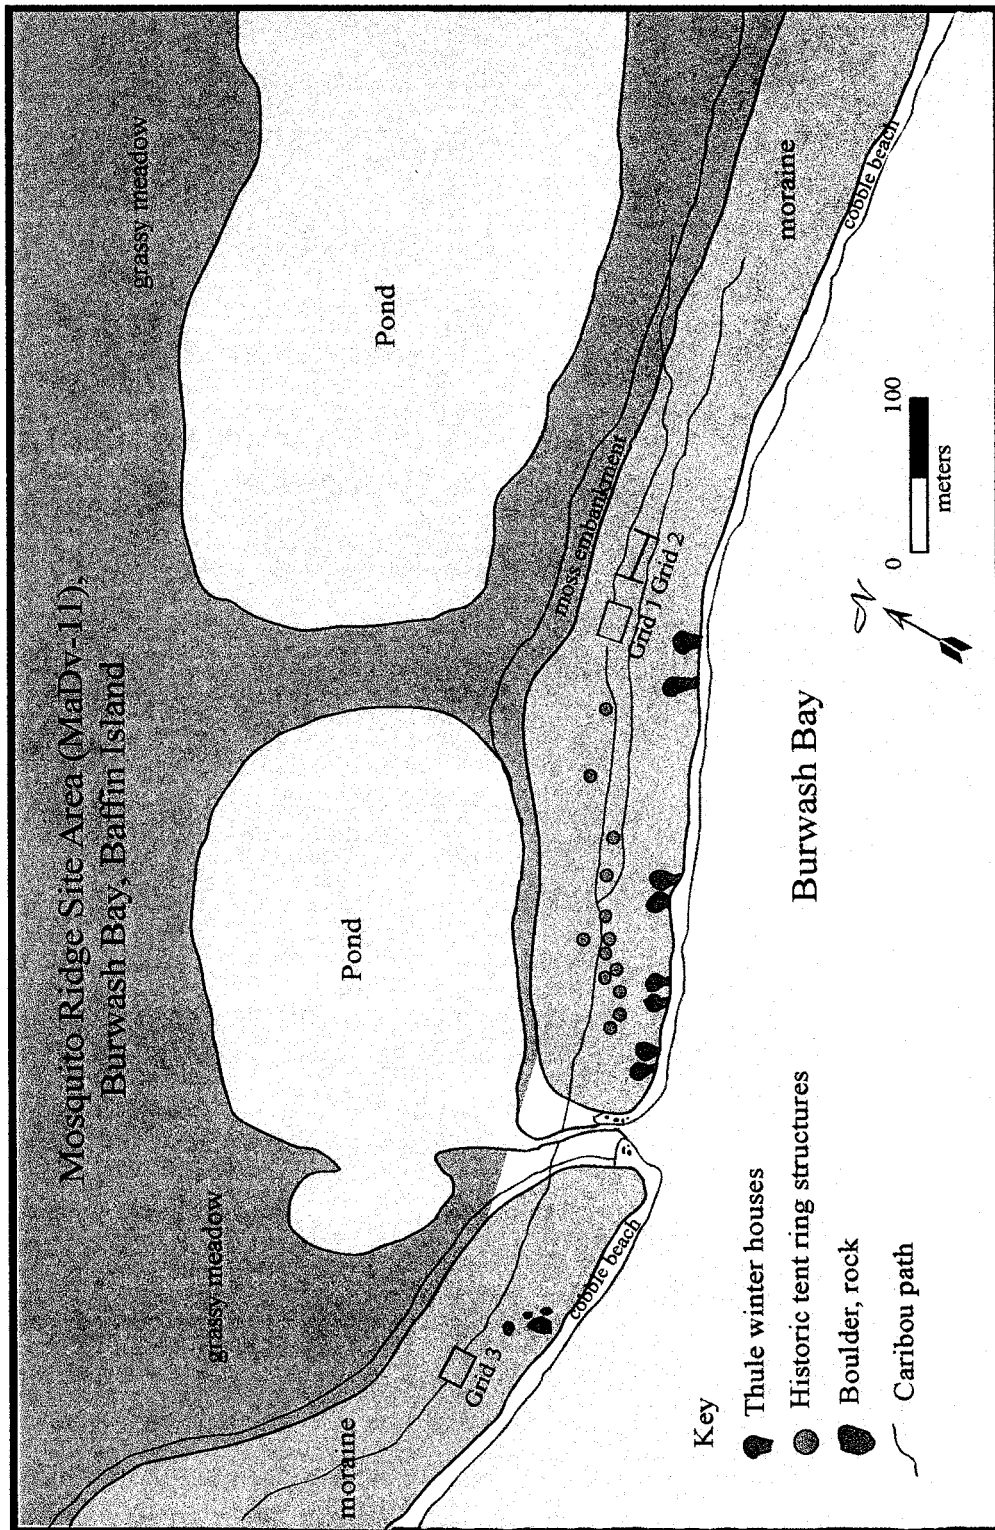 Mosquito Ridge Site Area (MaDv-11),
Burwash Bay, Baffin Island
grassy meadow
grassy meadow
Pond
Pond
moss embankment
moraine
moraine
cobble beach
cobble beach
Grid 3
Grid 1
Grid 2
Burwash Bay
N
0
100
meters
Key
Thule winter houses
Historic tent ring structures
Boulder, rock
Caribou path